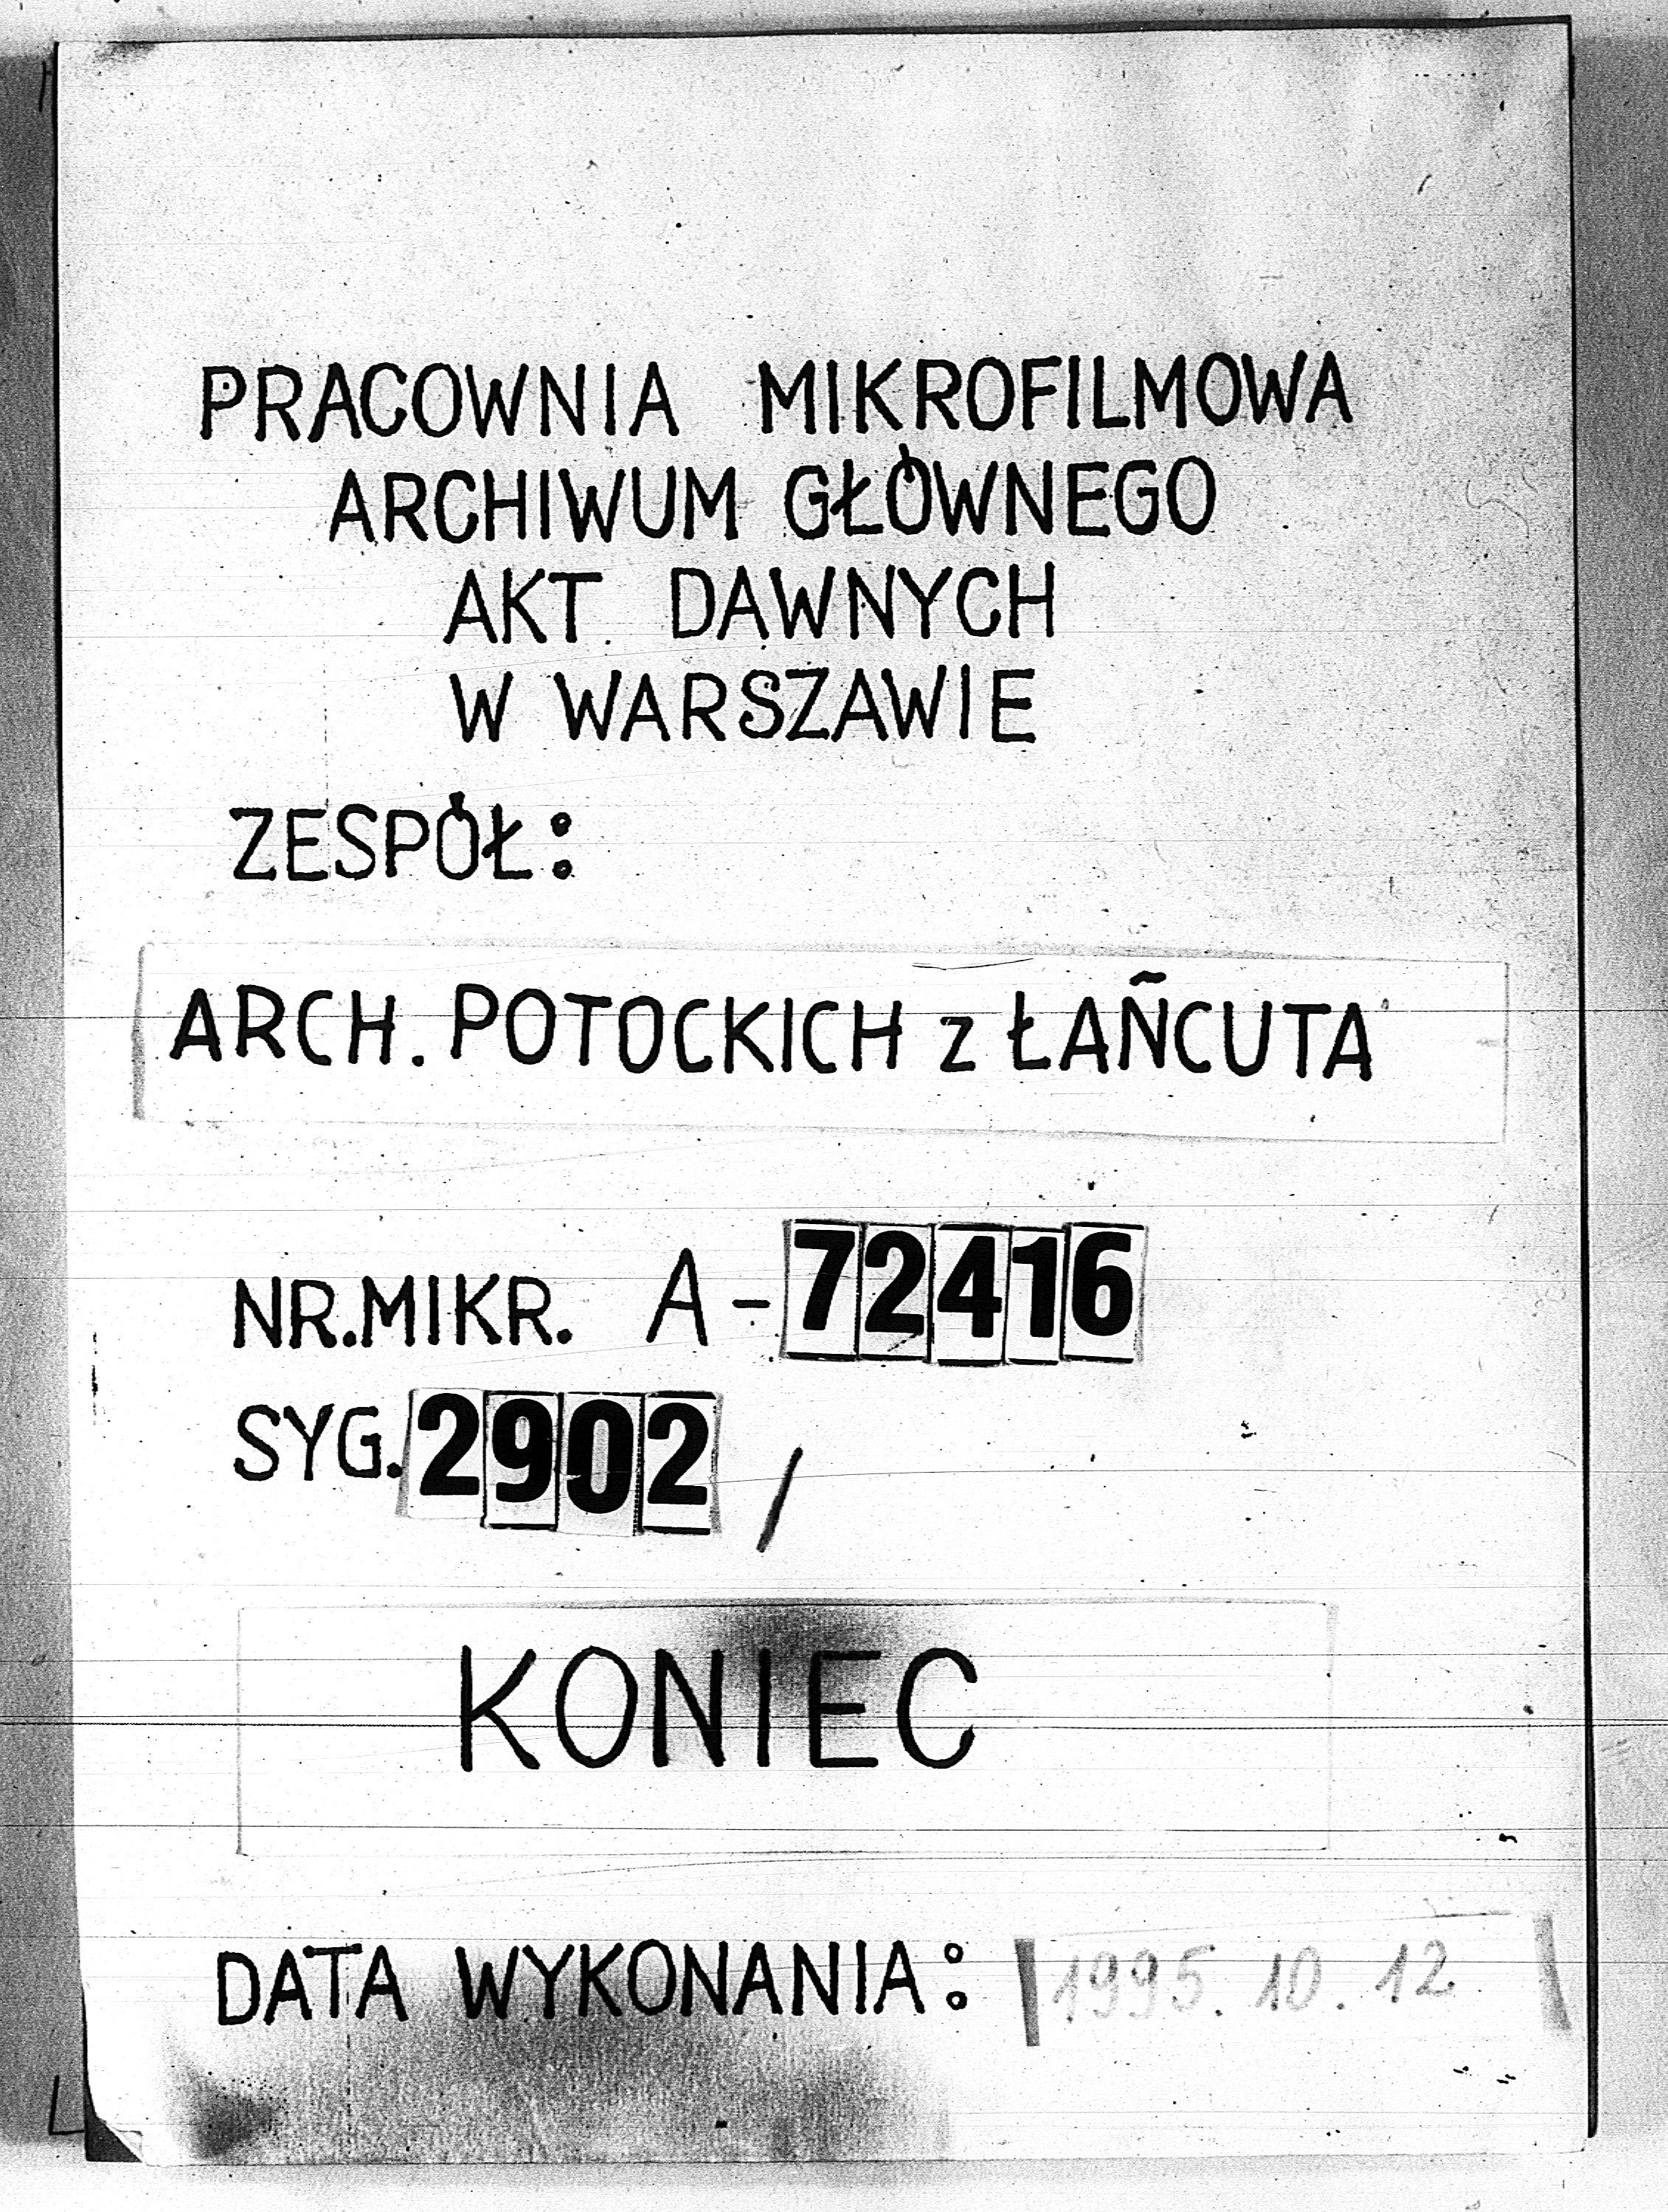 PRACOWNIA MIKROFILMOWA
ARCHIWUM GŁÓWNEGO
AKT DAWNYCH
W WARSZAWIE
ZESPÓŁ:
ARCH. POTOCKICH z ŁAŃCUTA
NR.MIKR. A-72416
SYG. 2902 /
KONIEC
DATA WYKONANIA: 1995. 10. 12